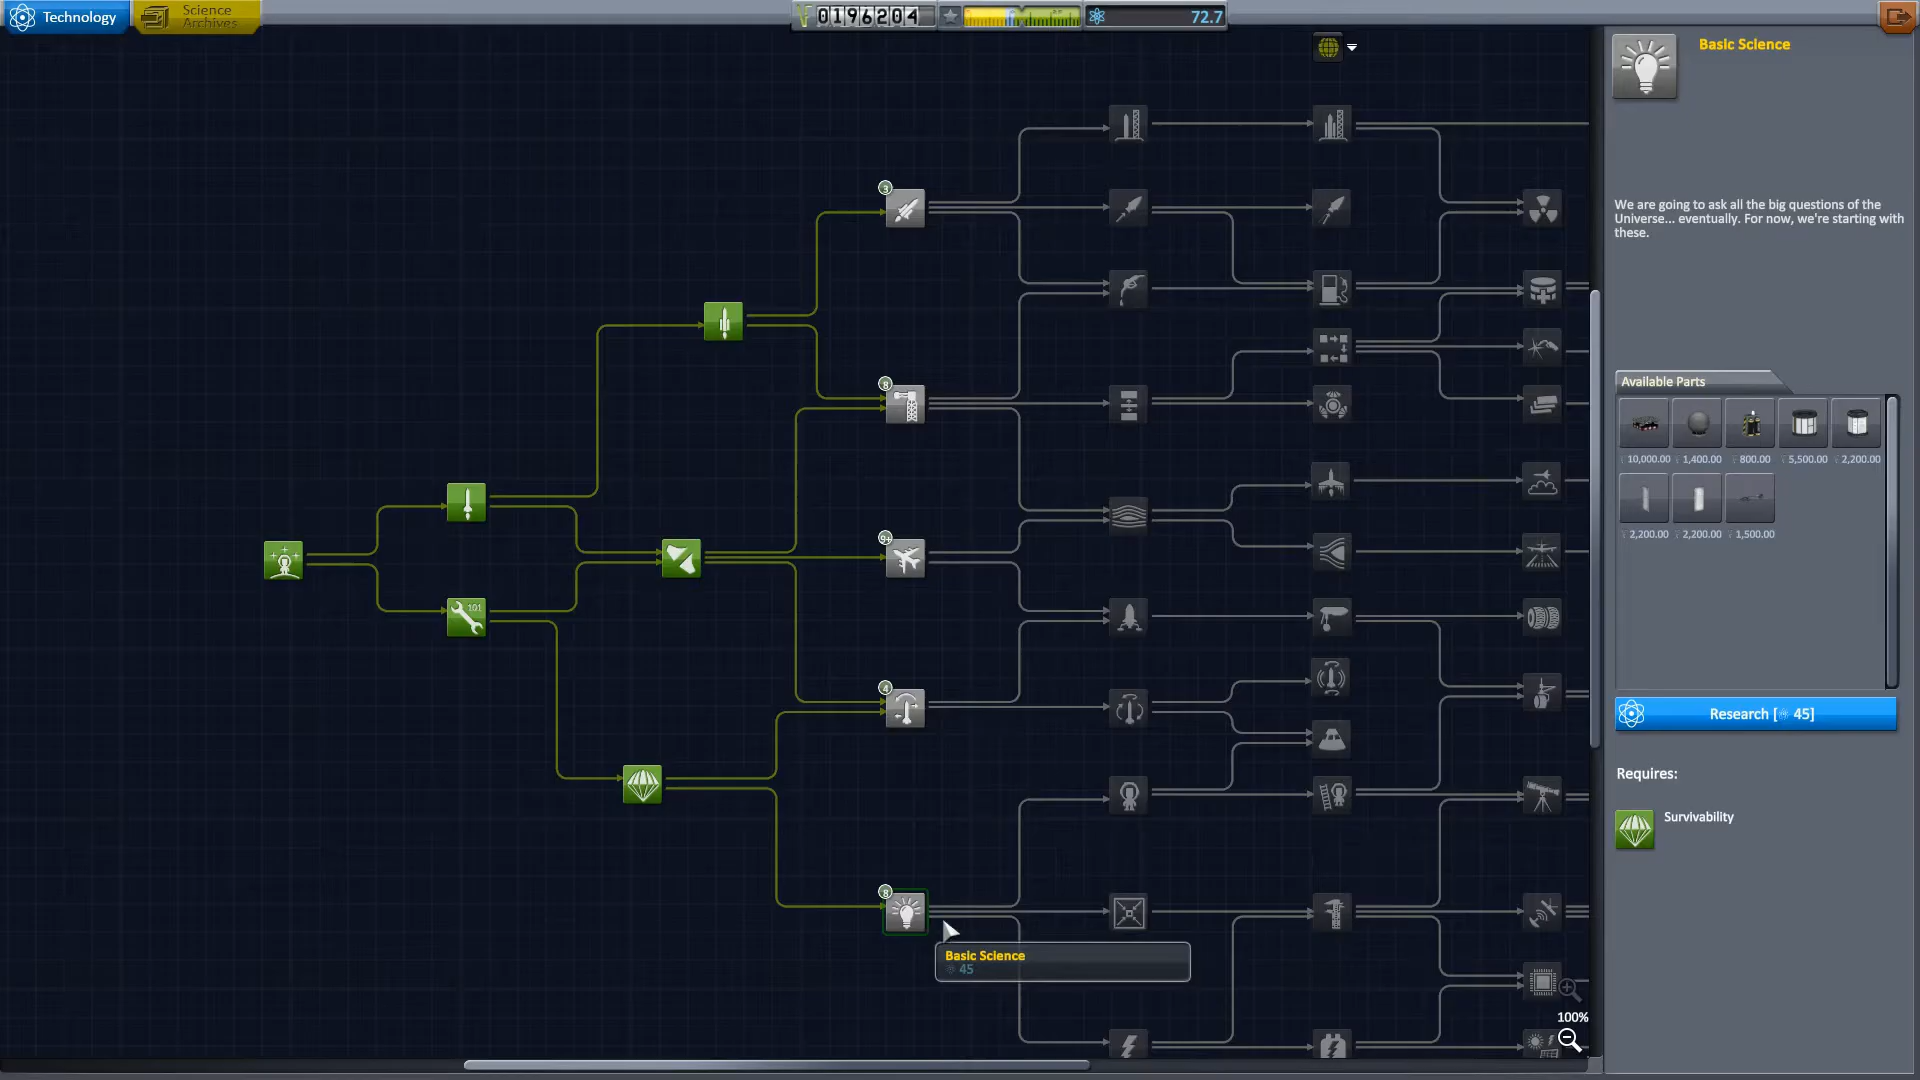 Technology
Science
Archives
0196204
72.7
Basic Science
We are going to ask all the big questions of the
Universe... eventually. For now, we're starting with
these.
3
8
9+
101
4
8
Available Parts
10,000.00
1,400.00
800.00
5,500.00
2,200.00
2,200.00
2,200.00
1,500.00
Research [45]
Requires:
Survivability
Basic Science
45
100%